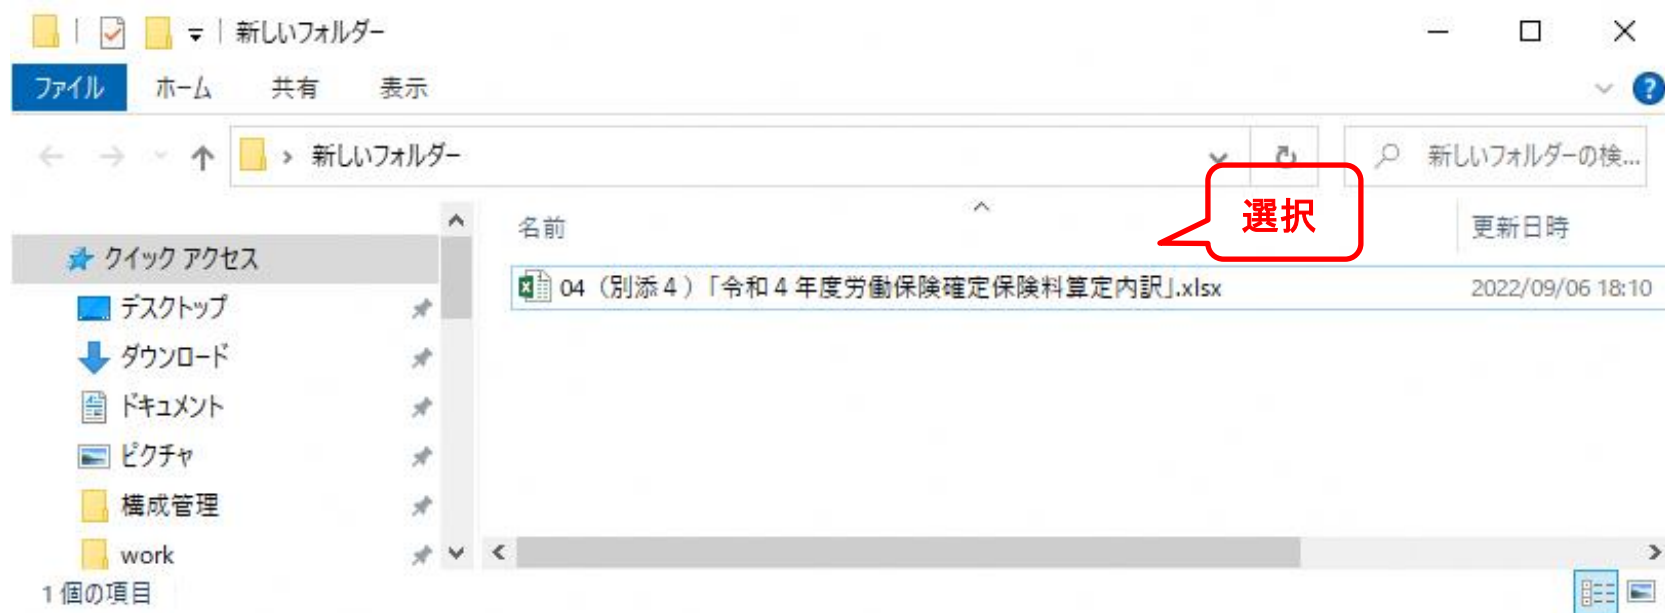 新しいフォルダー
ファイル ホーム 共有 表示
新しいフォルダー
新しいフォルダーの検...
選択
名前 更新日時
クイック アクセス
04（別添４）「令和４年度労働保険確定保険料算定内訳」.xlsx 2022/09/06 18:10
デスクトップ
ダウンロード
ドキュメント
ピクチャ
構成管理
work
1 個の項目